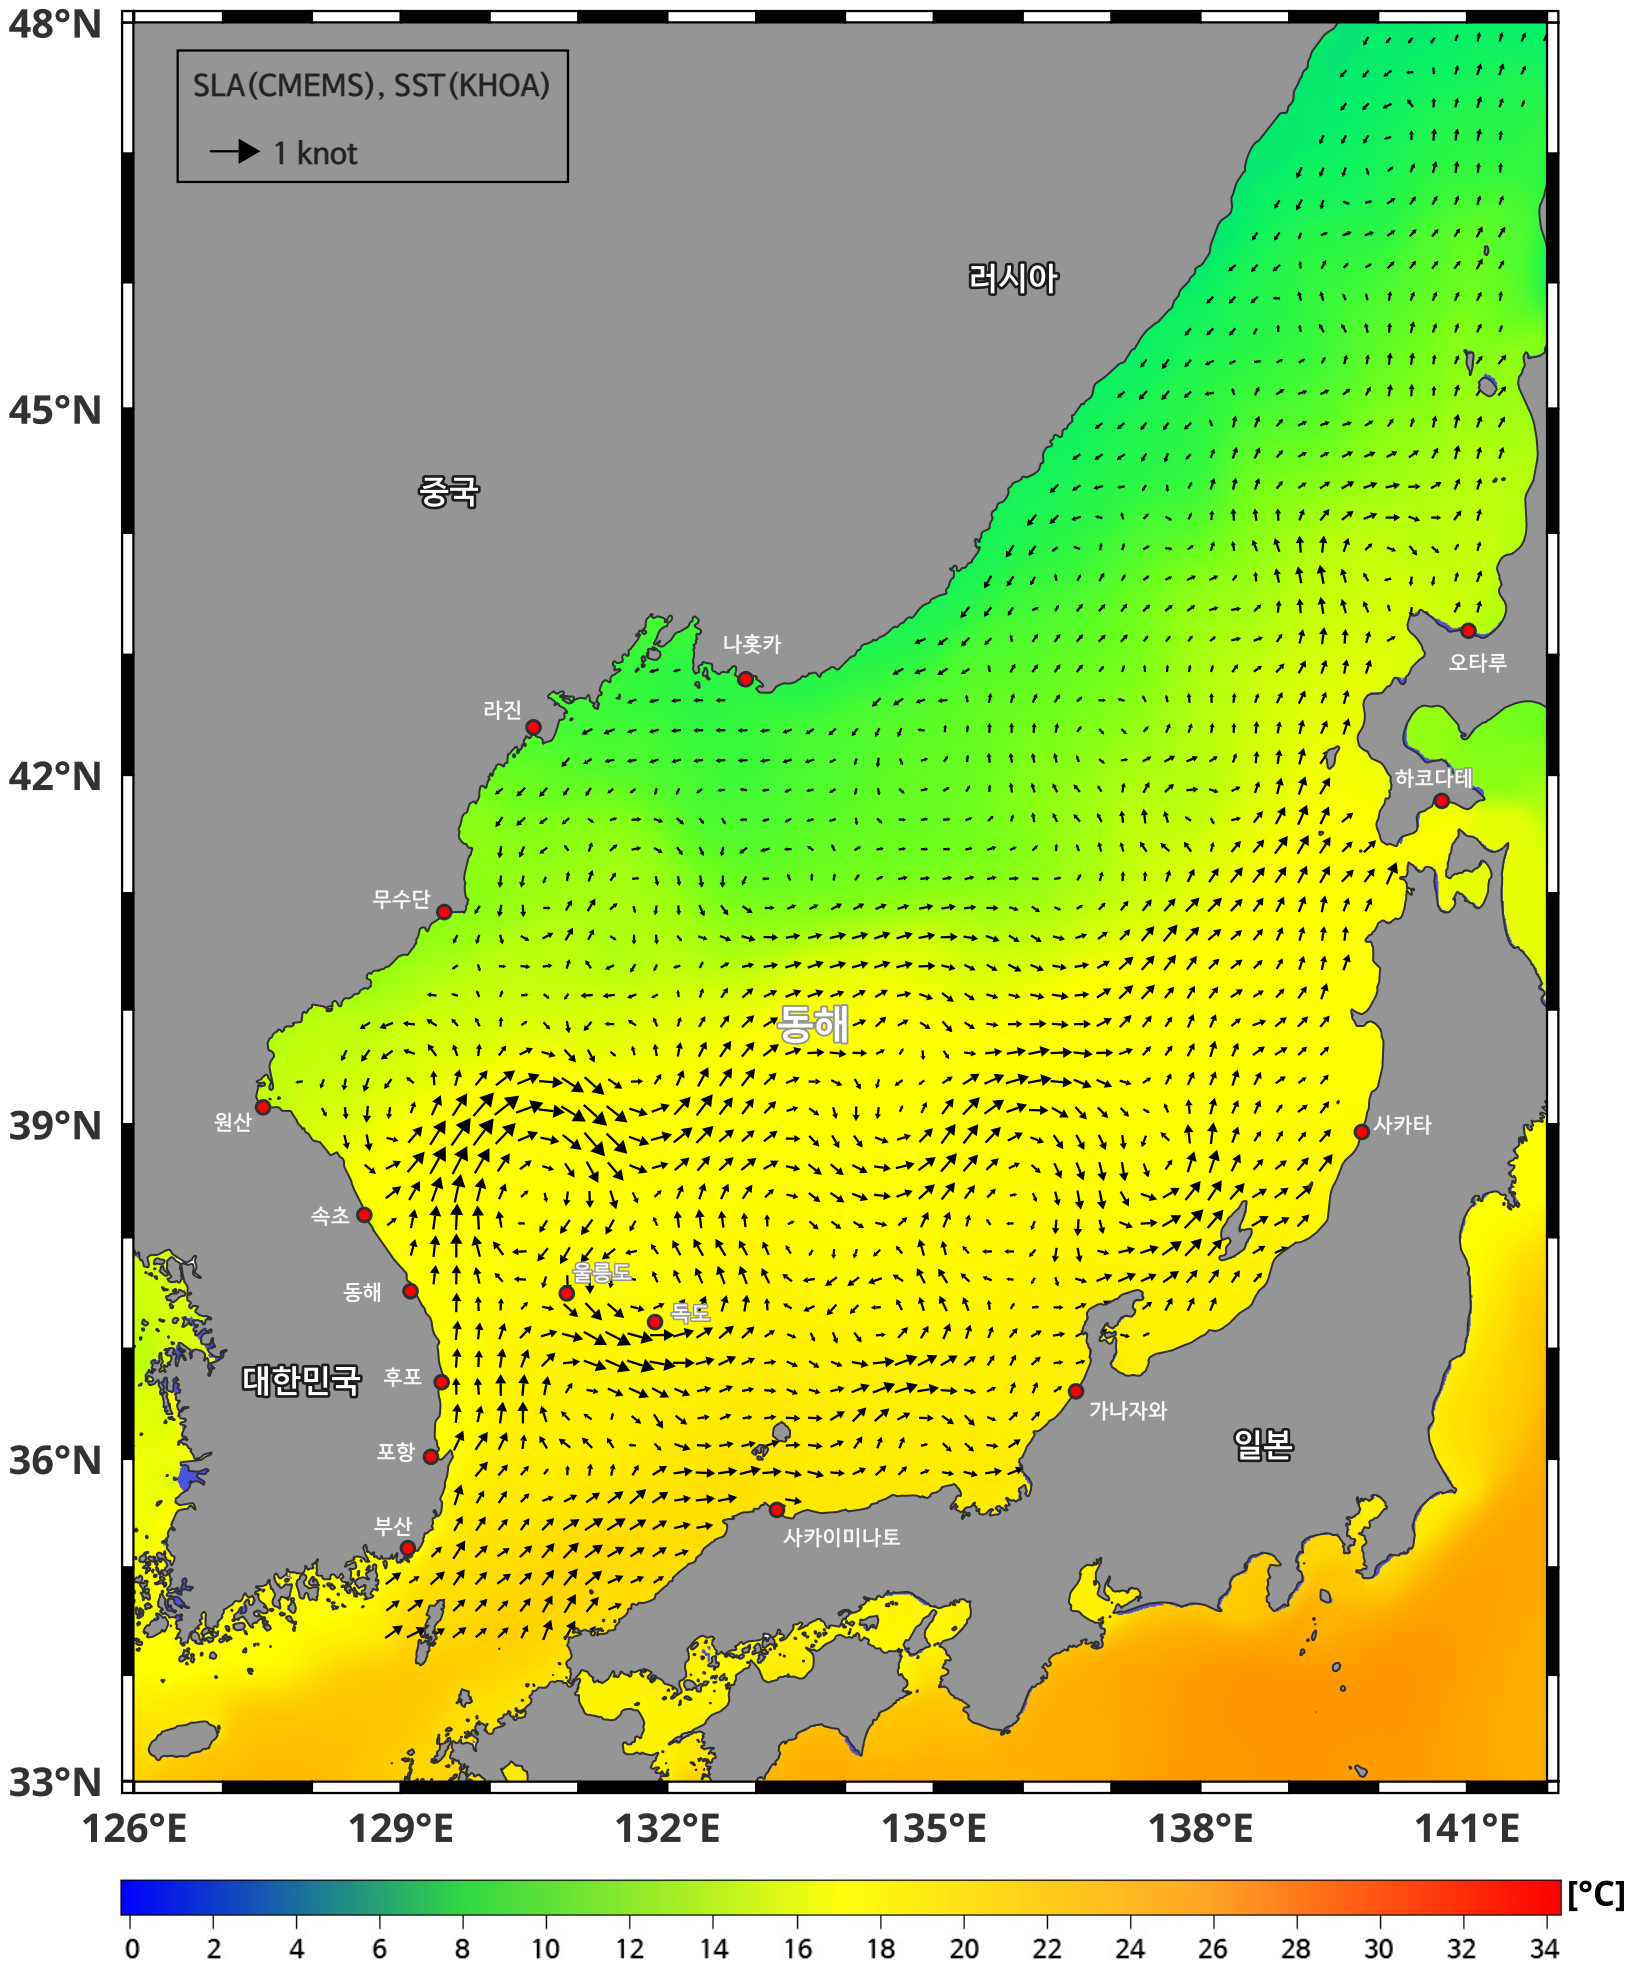 48°N
SLA(CMEMS), SST(KHOA)
1 knot
러시아
45°N
중국
나홋카
오타루
라진
42°N
하코다테
무수단
동해
39°N
원산
사카타
속초
울릉도
동해
독도
대한민국
후포
가나자와
36°N
포항
일본
부산
사카이미나토
33°N
126°E 129°E 132°E 135°E 138°E 141°E
[°C]
0 2 4 6 8 10 12 14 16 18 20 22 24 26 28 30 32 34